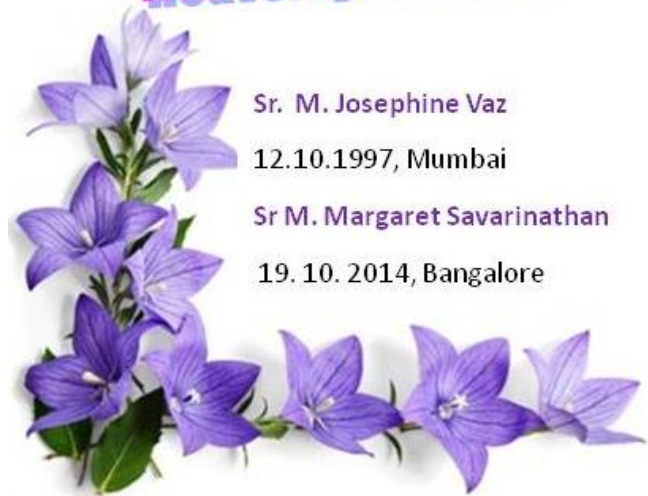 Sr. M. Josephine Vaz
12.10.1997, Mumbai
Sr M. Margaret Savarinathan
19. 10. 2014, Bangalore